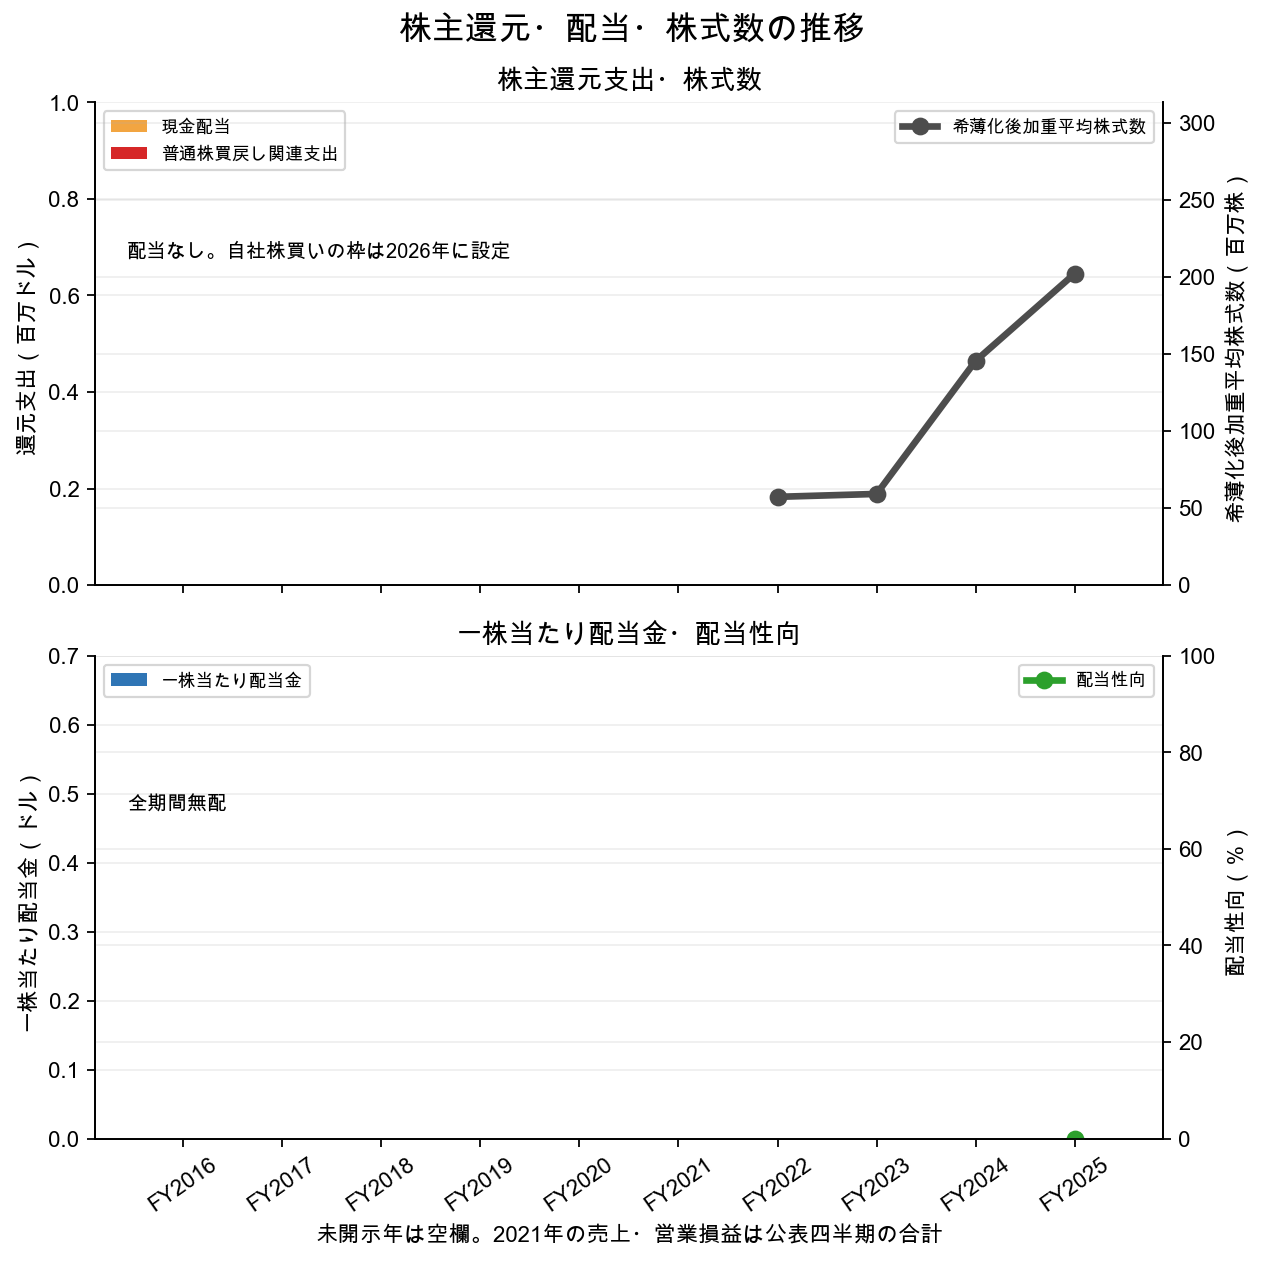 株主還元・配当・株式数の推移
株主還元支出・株式数
1.0
0.8
0.6
0.4
0.2
0.0
還元支出(百万ドル)
現金配当
普通株買戻し関連支出
配当なし。自社株買いの枠は2026年に設定
希薄化後加重平均株式数
300
250
200
150
100
50
0
希薄化後加重平均株式数(百万株)
一株当たり配当金・配当性向
0.7
0.6
0.5
0.4
0.3
0.2
0.1
0.0
一株当たり配当金(ドル)
一株当たり配当金
全期間無配
配当性向
100
80
60
40
20
0
配当性向(%)
FY2016
FY2017
FY2018
FY2019
FY2020
FY2021
FY2022
FY2023
FY2024
FY2025
未開示年は空欄。2021年の売上・営業損益は公表四半期の合計